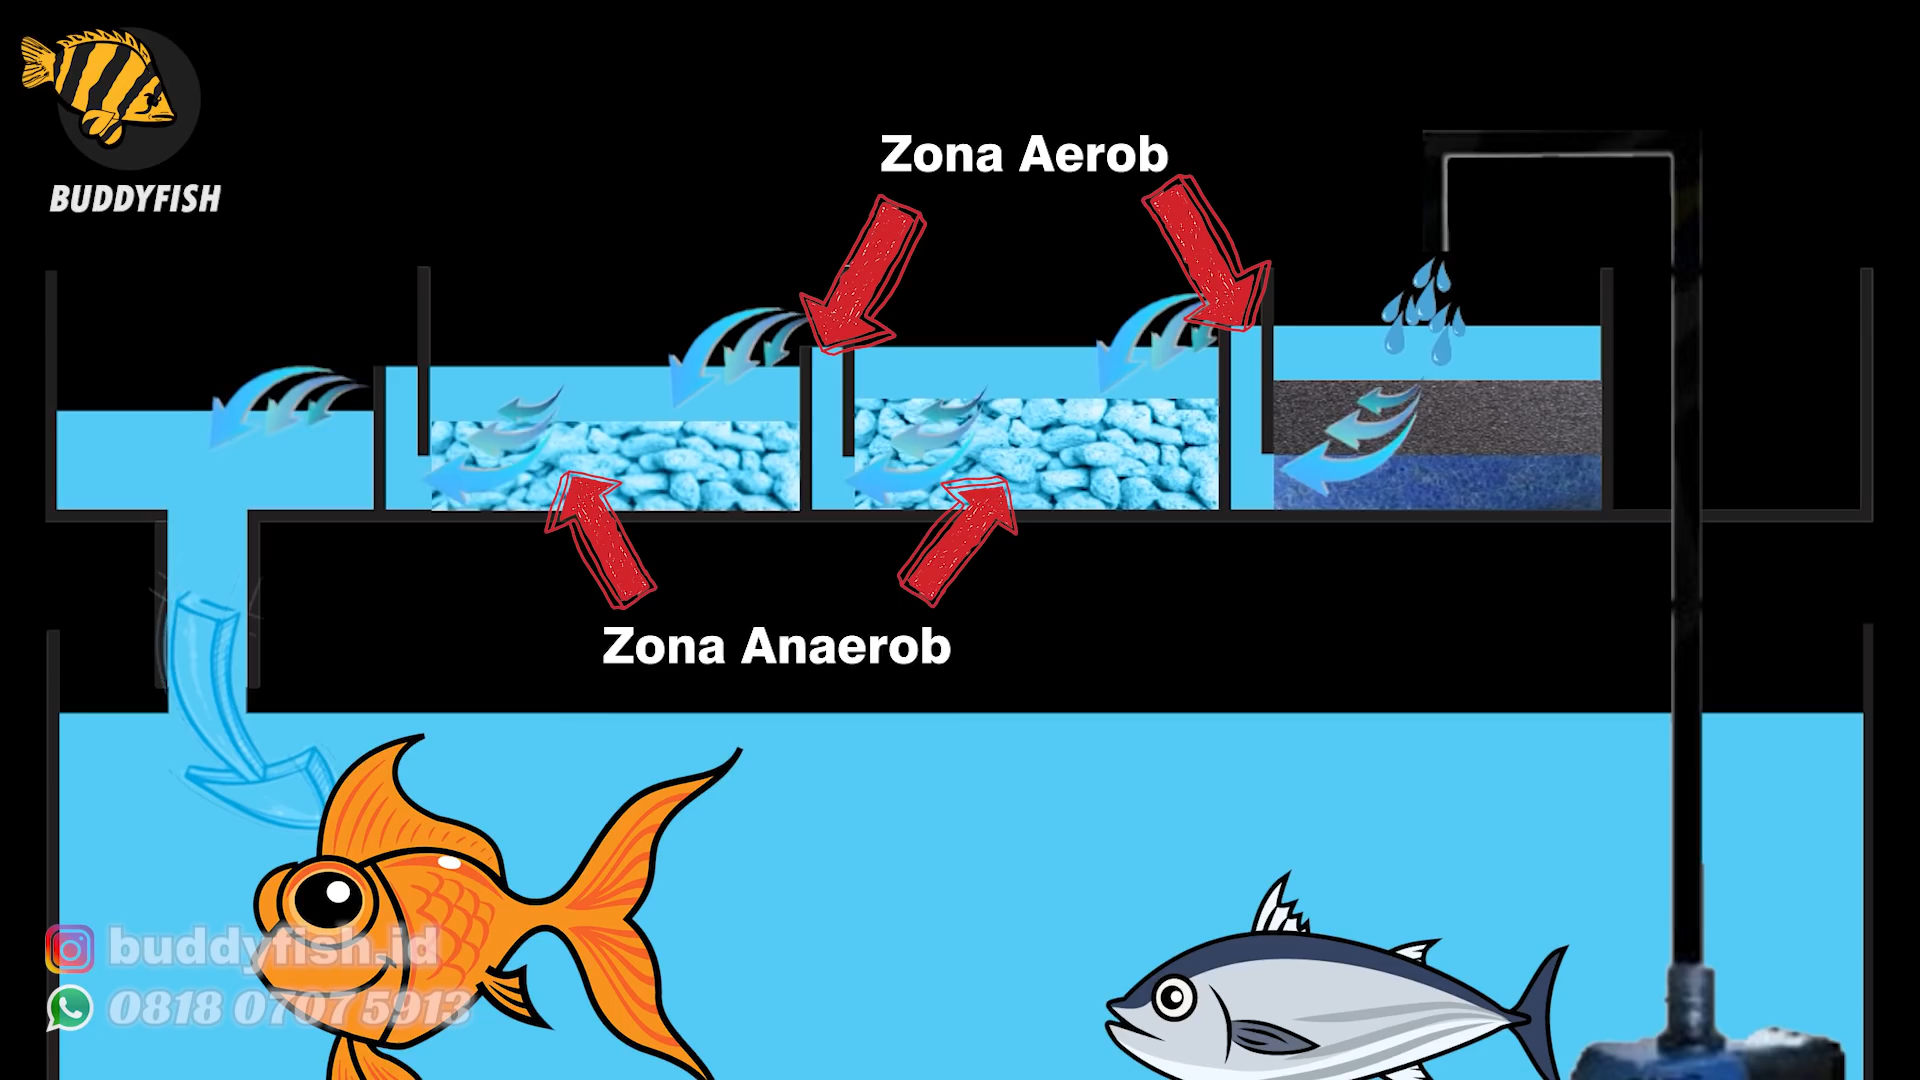 BUDDYFISH
Zona Aerob
Zona Anaerob
buddyfish.id
0818 0707 5913